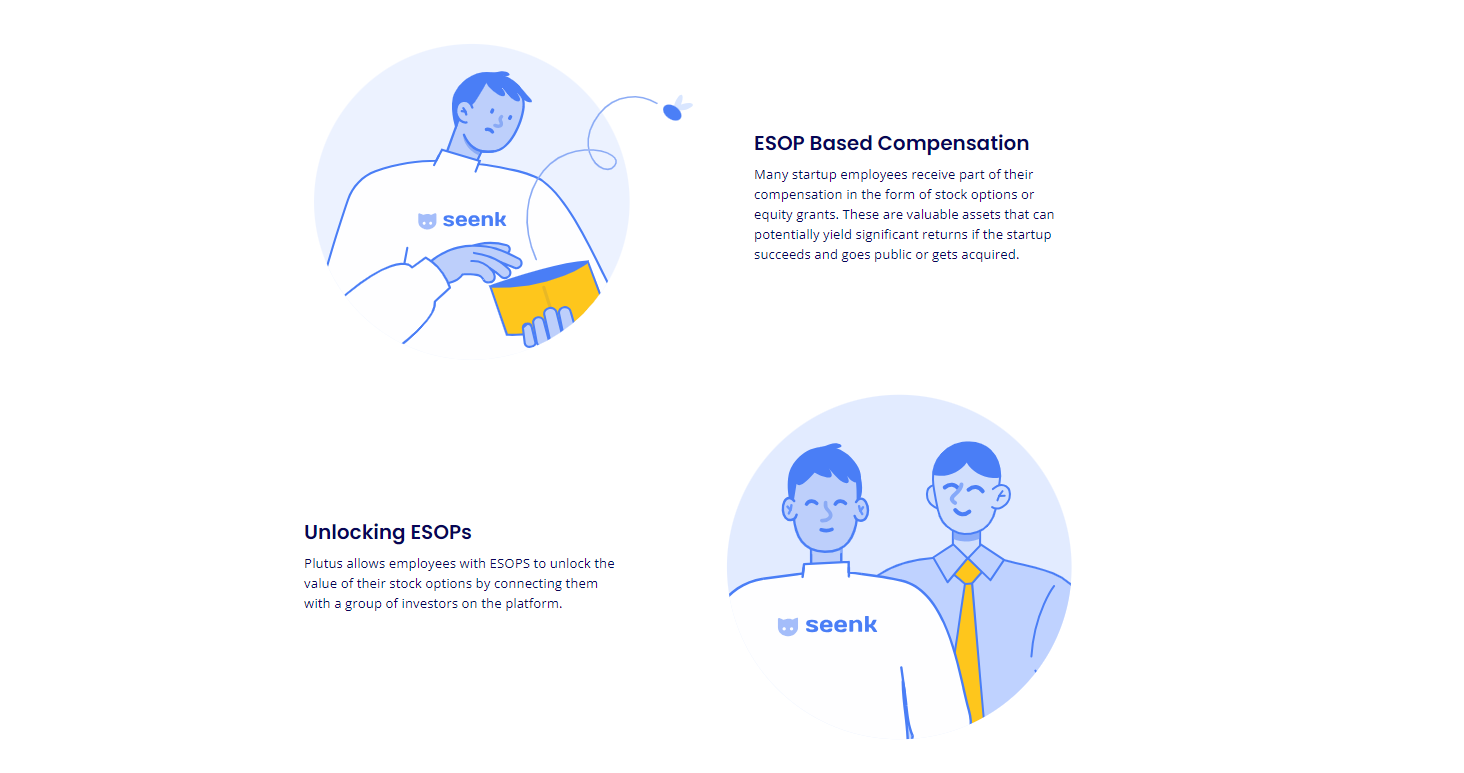 ESOP Based Compensation
Many startup employees receive part of their
compensation in the form of stock options or
equity grants. These are valuable assets that can
potentially yield significant returns if the startup
succeeds and goes public or gets acquired.
seenk
Unlocking ESOPs
Plutus allows employees with ESOPS to unlock the
value of their stock options by connecting them
with a group of investors on the platform.
seenk